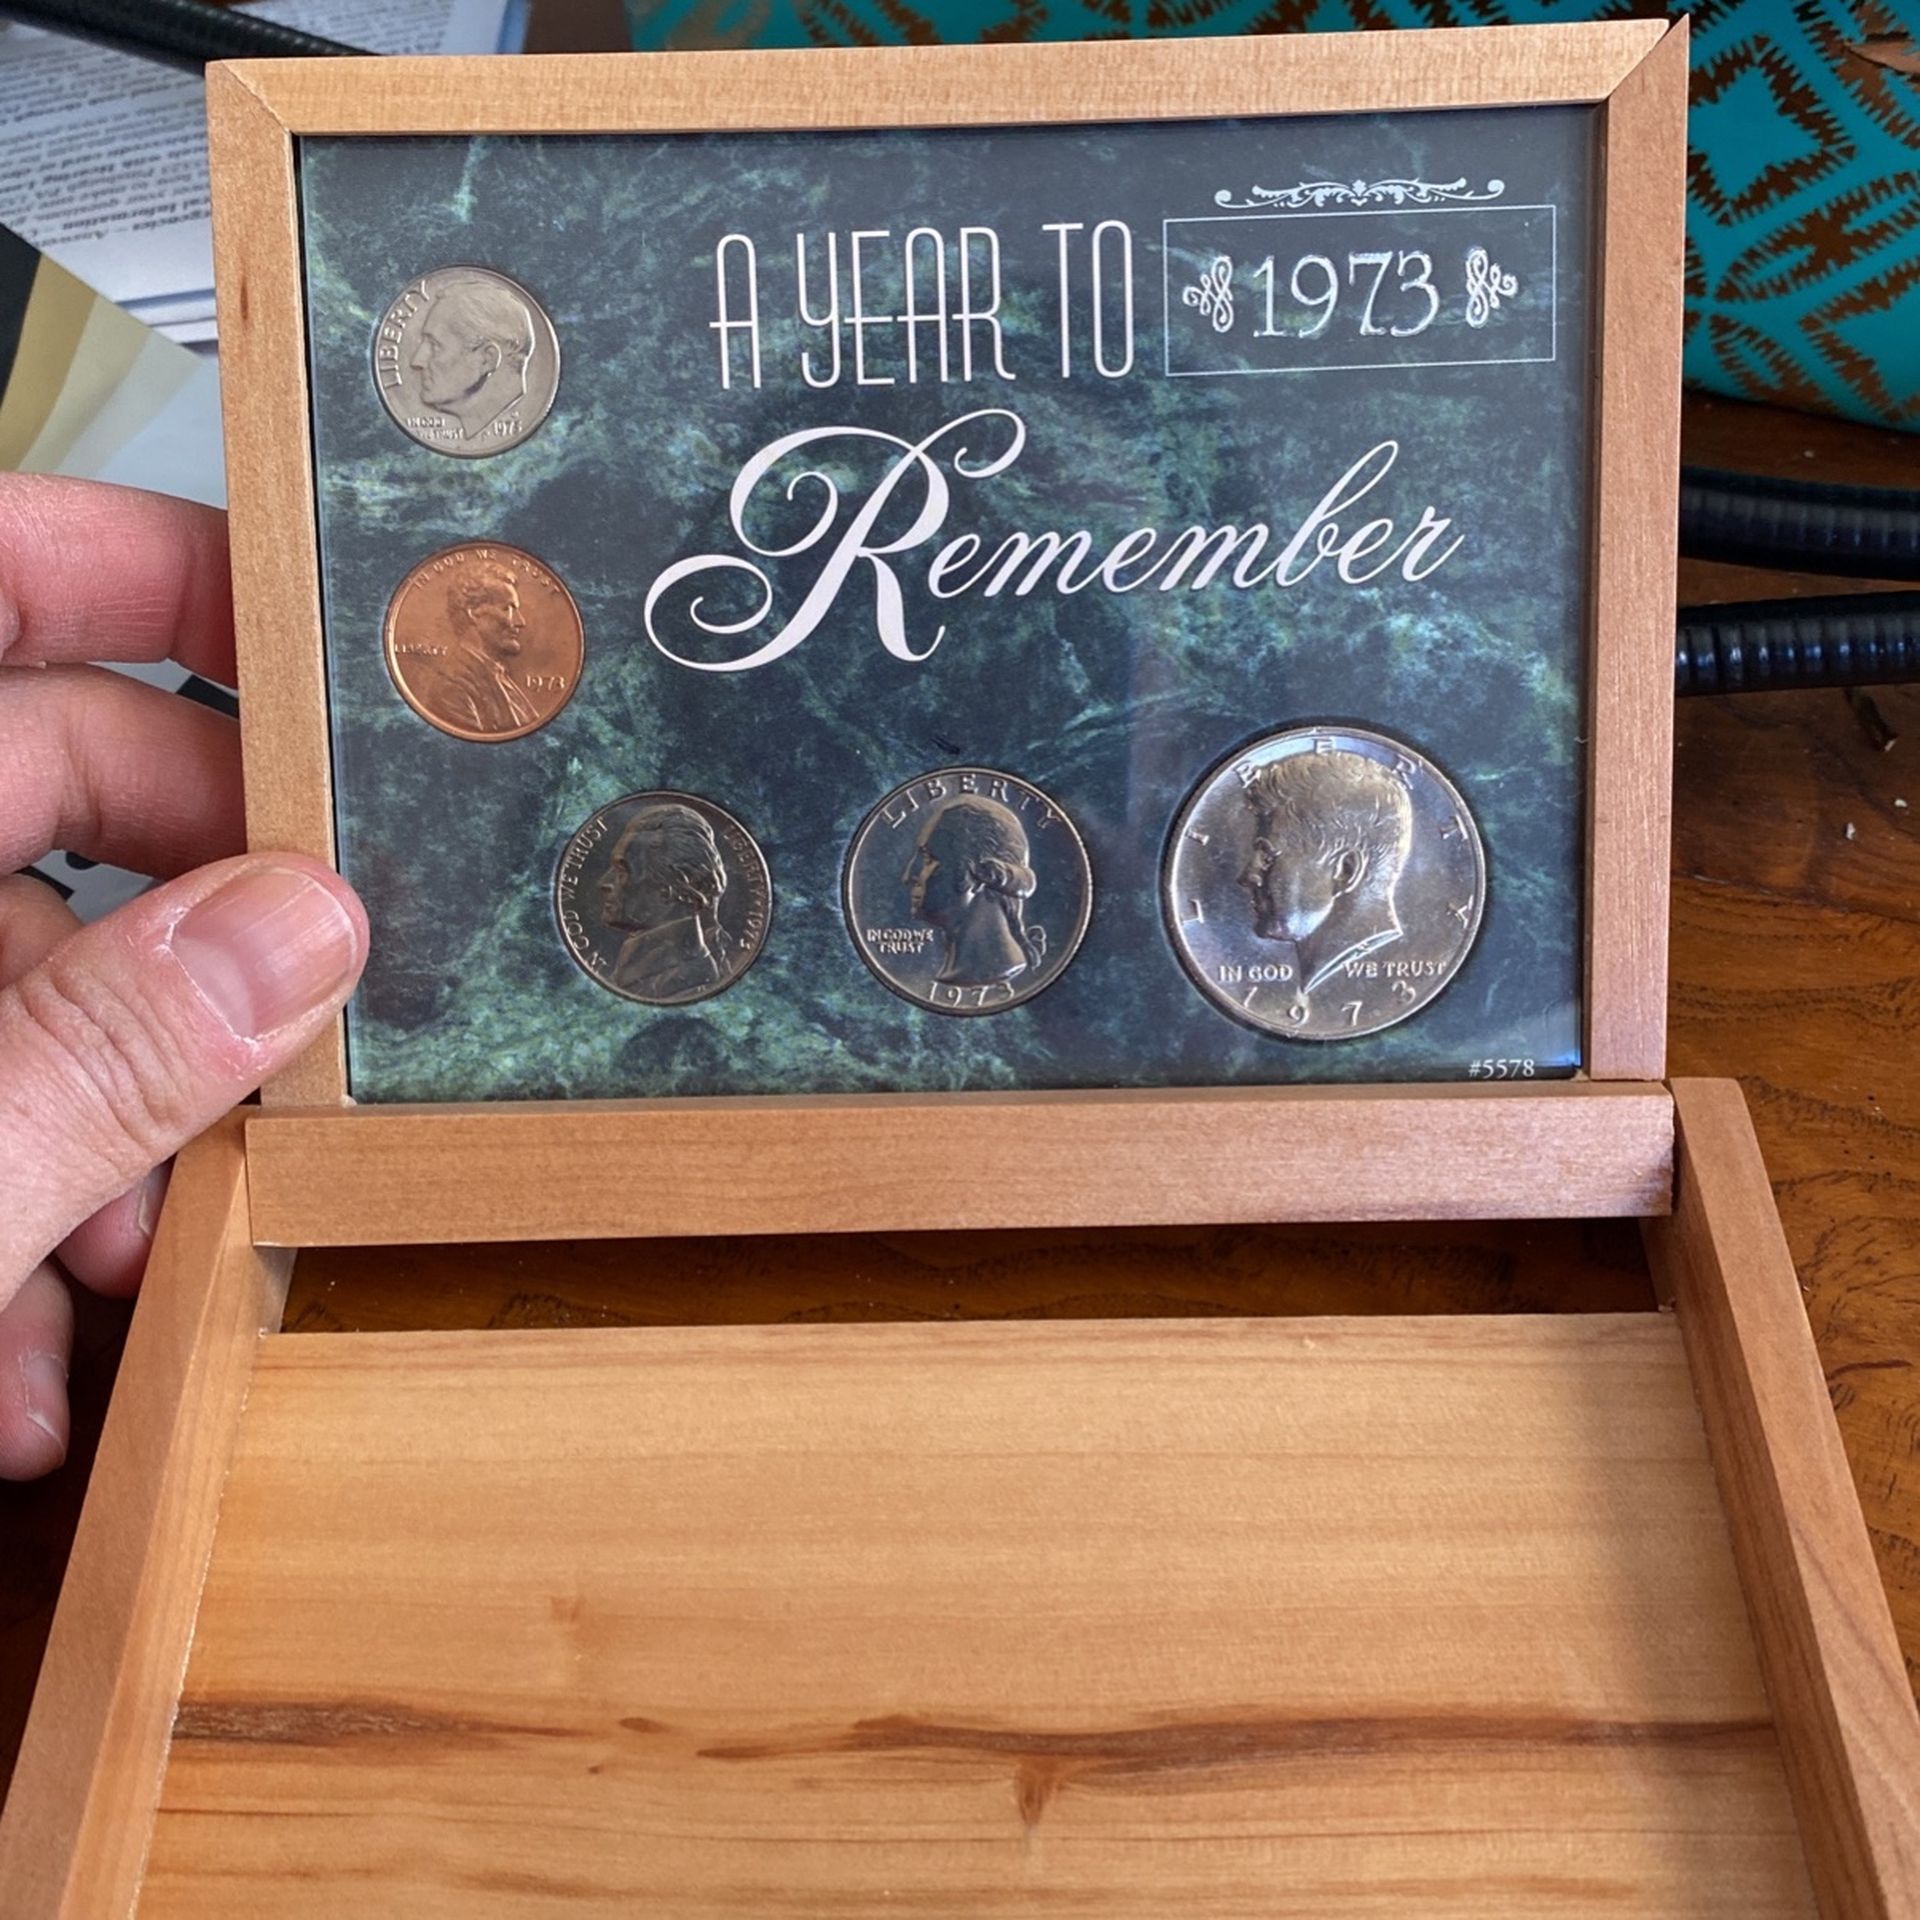 A YEAR TO 1973
Remember
LIBERTY
IN GOD
WE TRUST
1973
IN GOD WE TRUST
LIBERTY
1973
IN GOD WE TRUST
LIBERTY 1973
LIBERTY
IN GOD WE
TRUST
1973
LIBERTY
IN GOD WE TRUST
1973
#5578